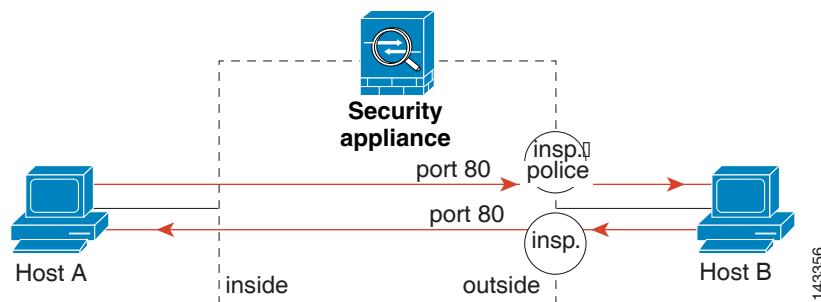 Security
appliance
insp.
police
port 80
port 80
insp.
Host A
inside
outside
Host B
143356